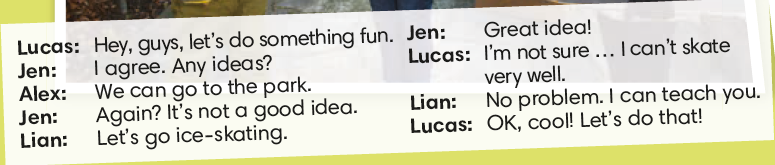 Lucas: Hey, guys, let's do something fun.
Jen: I agree. Any ideas?
Alex: We can go to the park.
Jen: Again? It's not a good idea.
Lian: Let's go ice-skating.
Jen: Great idea!
Lucas: I'm not sure ... I can't skate
very well.
Lian: No problem. I can teach you.
Lucas: OK, cool! Let's do that!